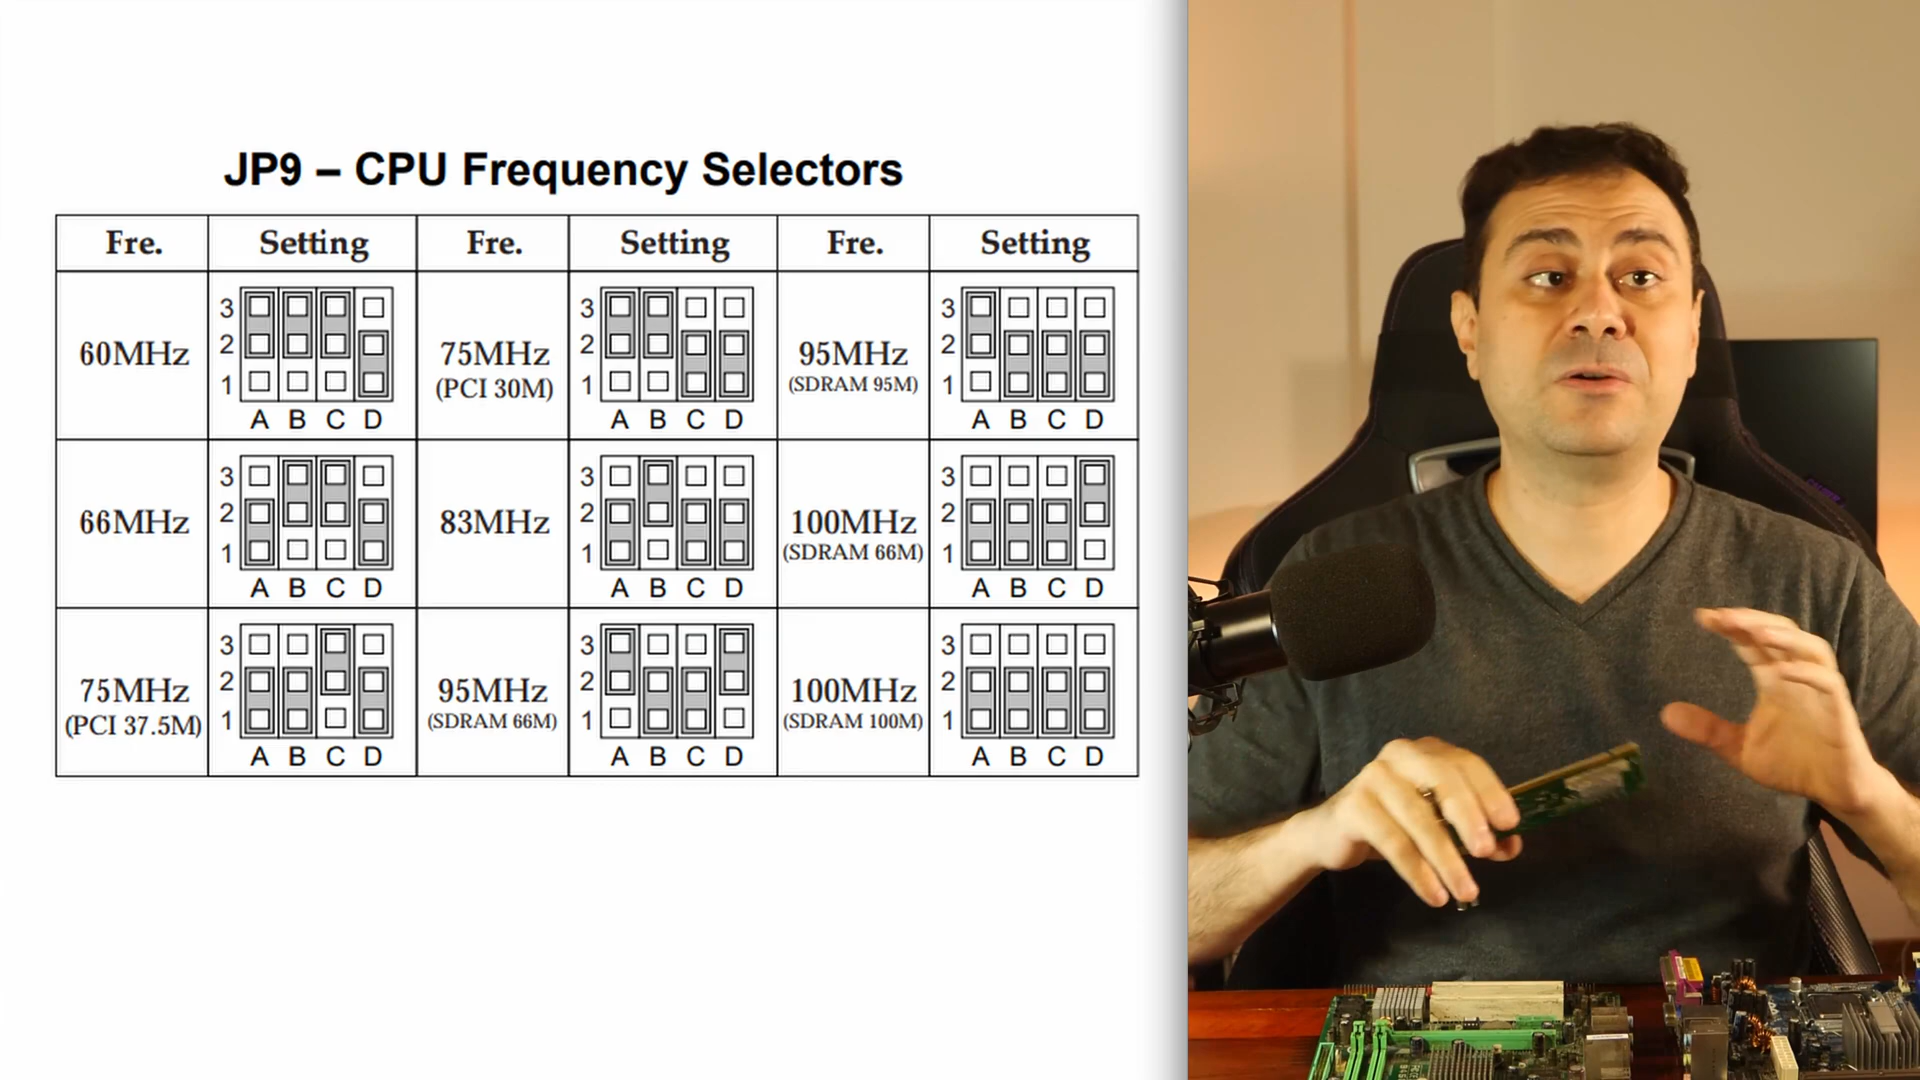 JP9 – CPU Frequency Selectors
Fre. Setting Fre. Setting Fre. Setting
60MHz
3
2
1
A B C D
75MHz
(PCI 30M)
3
2
1
A B C D
95MHz
(SDRAM 95M)
3
2
1
A B C D
66MHz
3
2
1
A B C D
83MHz
3
2
1
A B C D
100MHz
(SDRAM 66M)
3
2
1
A B C D
75MHz
(PCI 37.5M)
3
2
1
A B C D
95MHz
(SDRAM 66M)
3
2
1
A B C D
100MHz
(SDRAM 100M)
3
2
1
A B C D